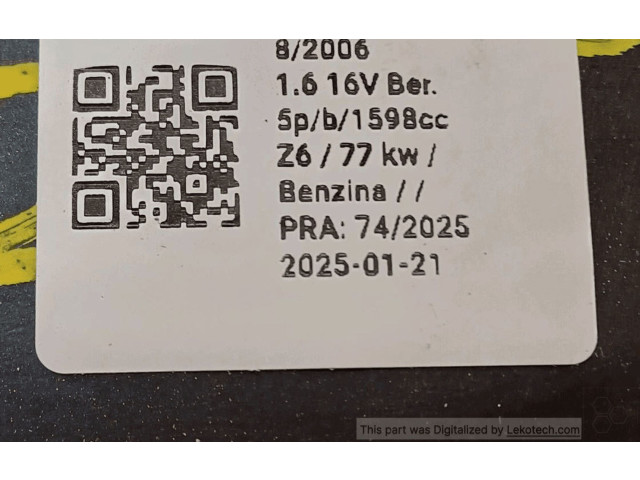 8/2006
1.6 16V Ber.
5p/b/1598cc
Z6 / 77 kw /
Benzina / /
PRA: 74/2025
2025-01-21
This part was Digitalized by Lekotech.com